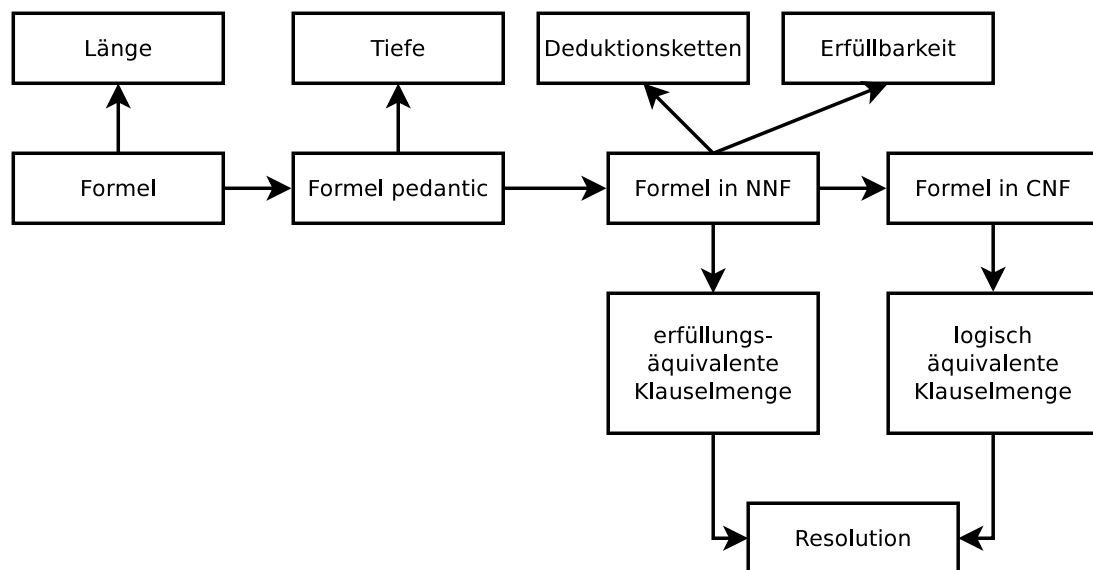 Länge
Tiefe
Deduktionsketten
Erfüllbarkeit
Formel
Formel pedantic
Formel in NNF
Formel in CNF
erfüllungs-
äquivalente
Klauselmenge
logisch
äquivalente
Klauselmenge
Resolution